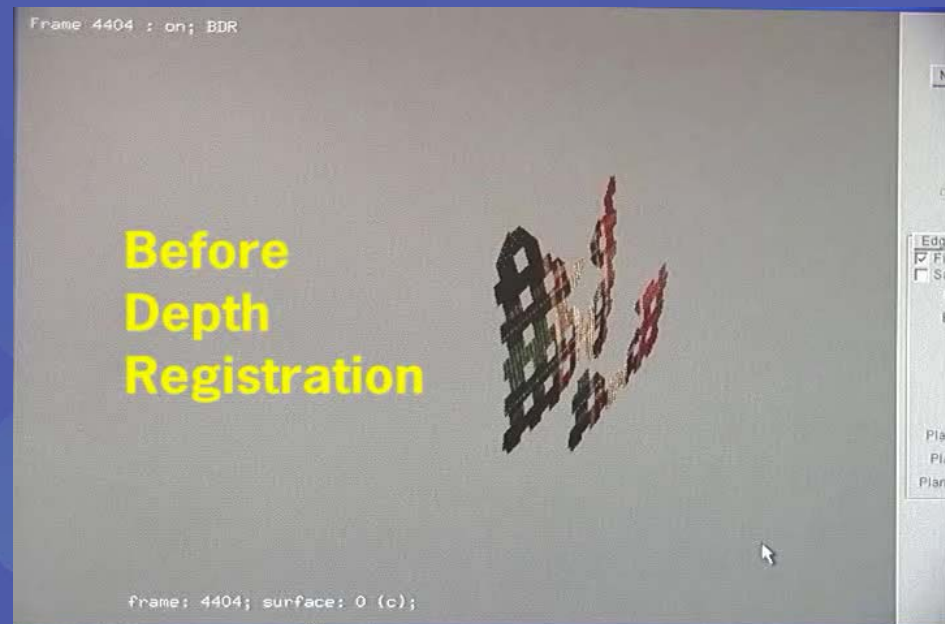 Frame 4404 : on; BDR
Before
Depth
Registration
frame: 4404; surface: 0 (c);